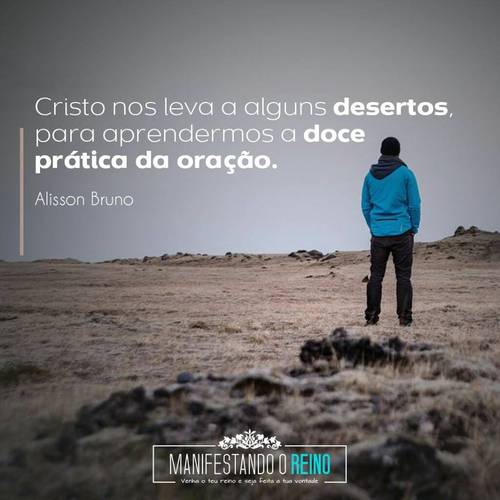 Cristo nos leva a alguns desertos,
para aprendermos a doce
prática da oração.
Alisson Bruno
MANIFESTANDO O REINO
Venha o teu reino e seja feita a tua vontade